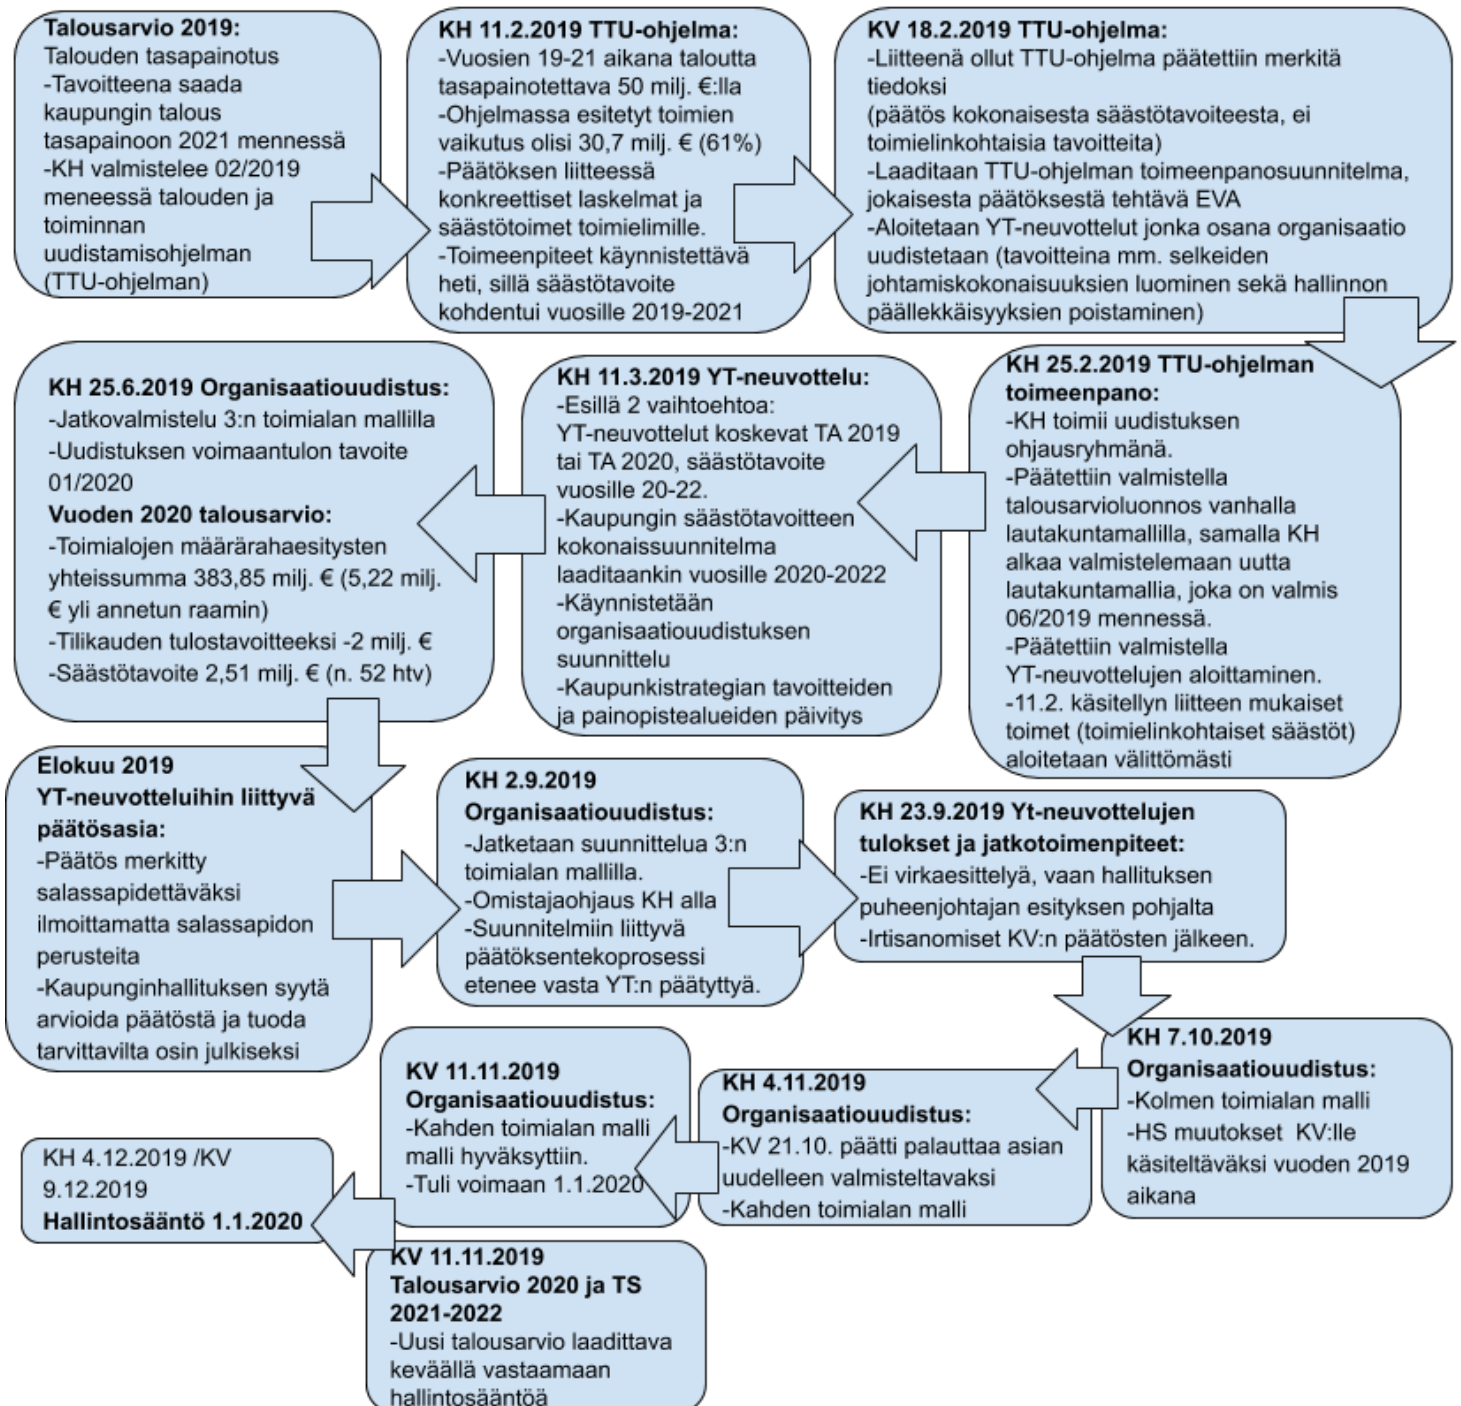 Talousarvio 2019:
Talouden tasapainotus
-Tavoitteena saada
kaupungin talous
tasapainoon 2021 mennessä
-KH valmistelee 02/2019
meneessä talouden ja
toiminnan
uudistamisohjelman
(TTU-ohjelman)
KH 11.2.2019 TTU-ohjelma:
-Vuosien 19-21 aikana taloutta
tasapainotettava 50 milj. €:lla
-Ohjelmassa esitetyt toimien
vaikutus olisi 30,7 milj. € (61%)
-Päätöksen liitteessä
konkreettiset laskelmat ja
säästötoimet toimielimille.
-Toimeenpiteet käynnistettävä
heti, sillä säästötavoite
kohdentui vuosille 2019-2021
KV 18.2.2019 TTU-ohjelma:
-Liitteenä ollut TTU-ohjelma päätettiin merkitä
tiedoksi
(päätös kokonaisesta säästötavoiteesta, ei
toimielinkohtaisia tavoitteita)
-Laaditaan TTU-ohjelman toimeenpanosuunnitelma,
jokaisesta päätöksestä tehtävä EVA
-Aloitetaan YT-neuvottelut jonka osana organisaatio
uudistetaan (tavoitteina mm. selkeiden
johtamiskokonaisuuksien luominen sekä hallinnon
päällekkäisyyksien poistaminen)
KH 25.2.2019 TTU-ohjelman
toimeenpano:
-KH toimii uudistuksen
ohjausryhmänä.
-Päätettiin valmistella
talousarvioluonnos vanhalla
lautakuntamallilla, samalla KH
alkaa valmistelemaan uutta
lautakuntamallia, joka on valmis
06/2019 mennessä.
-Päätettiin valmistella
YT-neuvottelujen aloittaminen.
-11.2. käsitellyn liitteen mukaiset
toimet (toimielinkohtaiset säästöt)
aloitetaan välittömästi
KH 11.3.2019 YT-neuvottelu:
-Esillä 2 vaihtoehtoa:
YT-neuvottelut koskevat TA 2019
tai TA 2020, säästötavoite
vuosille 20-22.
-Kaupungin säästötavoitteen
kokonaissuunnitelma
laaditaankin vuosille 2020-2022
-Käynnistetään
organisaatiouudistuksen
suunnittelu
-Kaupunkistrategian tavoitteiden
ja painopistealueiden päivitys
KH 25.6.2019 Organisaatiouudistus:
-Jatkovalmistelu 3:n toimialan mallilla
-Uudistuksen voimaantulon tavoite
01/2020
Vuoden 2020 talousarvio:
-Toimialojen määrärahaesitysten
yhteissumma 383,85 milj. € (5,22 milj.
€ yli annetun raamin)
-Tilikauden tulostavoitteeksi -2 milj. €
-Säästötavoite 2,51 milj. € (n. 52 htv)
Elokuu 2019
YT-neuvotteluihin liittyvä
päätösasia:
-Päätös merkitty
salassapidettäväksi
ilmoittamatta salassapidon
perusteita
-Kaupunginhallituksen syytä
arvioida päätöstä ja tuoda
tarvittavilta osin julkiseksi
KH 2.9.2019
Organisaatiouudistus:
-Jatketaan suunnittelua 3:n
toimialan mallilla.
-Omistajaohjaus KH alla
-Suunnitelmiin liittyvä
päätöksentekoprosessi
etenee vasta YT:n päätyttyä.
KH 23.9.2019 Yt-neuvottelujen
tulokset ja jatkotoimenpiteet:
-Ei virkaesittelyä, vaan hallituksen
puheenjohtajan esityksen pohjalta
-Irtisanomiset KV:n päätösten jälkeen.
KH 7.10.2019
Organisaatiouudistus:
-Kolmen toimialan malli
-HS muutokset KV:lle
käsiteltäväksi vuoden 2019
aikana
KH 4.11.2019
Organisaatiouudistus:
-KV 21.10. päätti palauttaa asian
uudelleen valmisteltavaksi
-Kahden toimialan malli
KV 11.11.2019
Organisaatiouudistus:
-Kahden toimialan malli
malli hyväksyttiin.
-Tuli voimaan 1.1.2020
KV 11.11.2019
Talousarvio 2020 ja TS
2021-2022
-Uusi talousarvio laadittava
keväällä vastaamaan
hallintosääntöä
KH 4.12.2019 /KV
9.12.2019
Hallintosääntö 1.1.2020